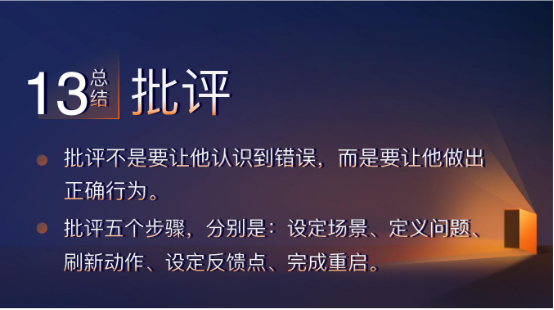 13 总结 批评
批评不是要让他认识到错误，而是要让他做出
正确行为。
批评五个步骤，分别是：设定场景、定义问题、
刷新动作、设定反馈点、完成重启。